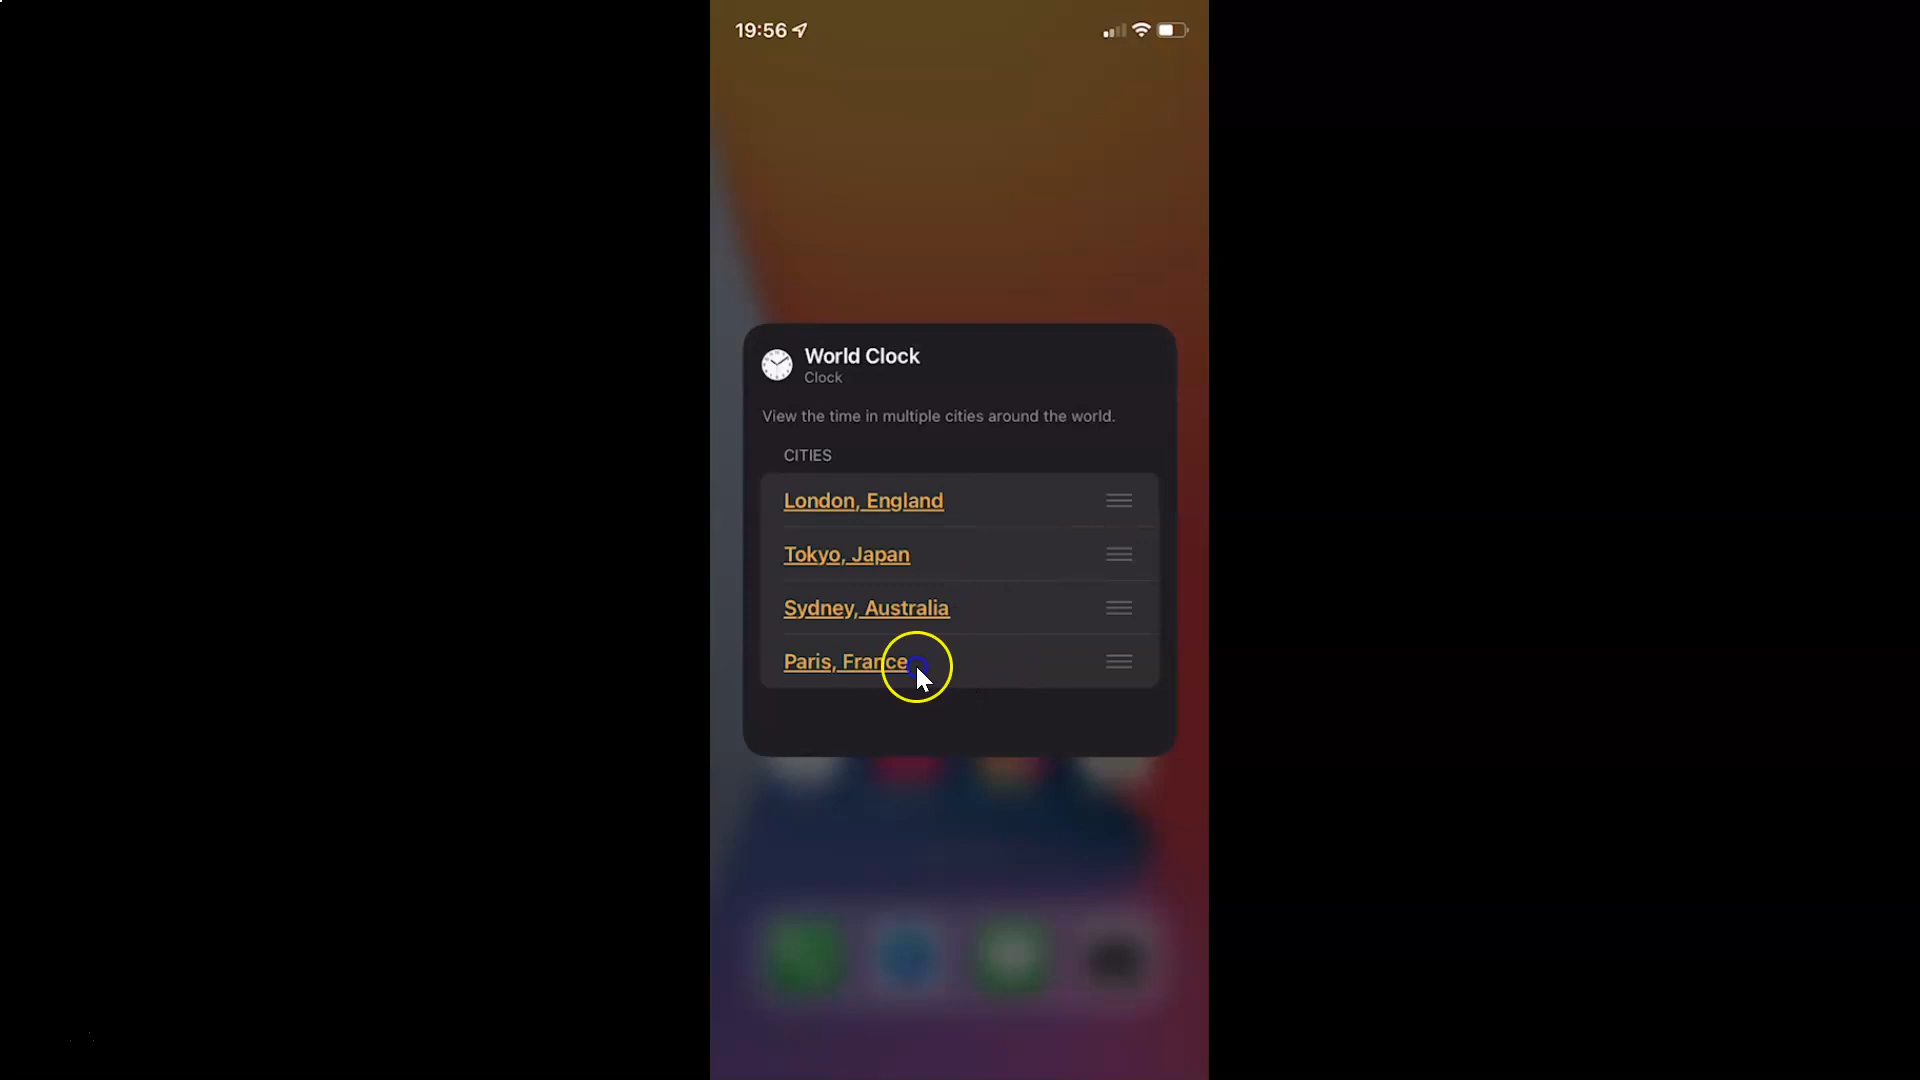 19:56
World Clock
Clock
View the time in multiple cities around the world.
CITIES
London, England
Tokyo, Japan
Sydney, Australia
Paris, France